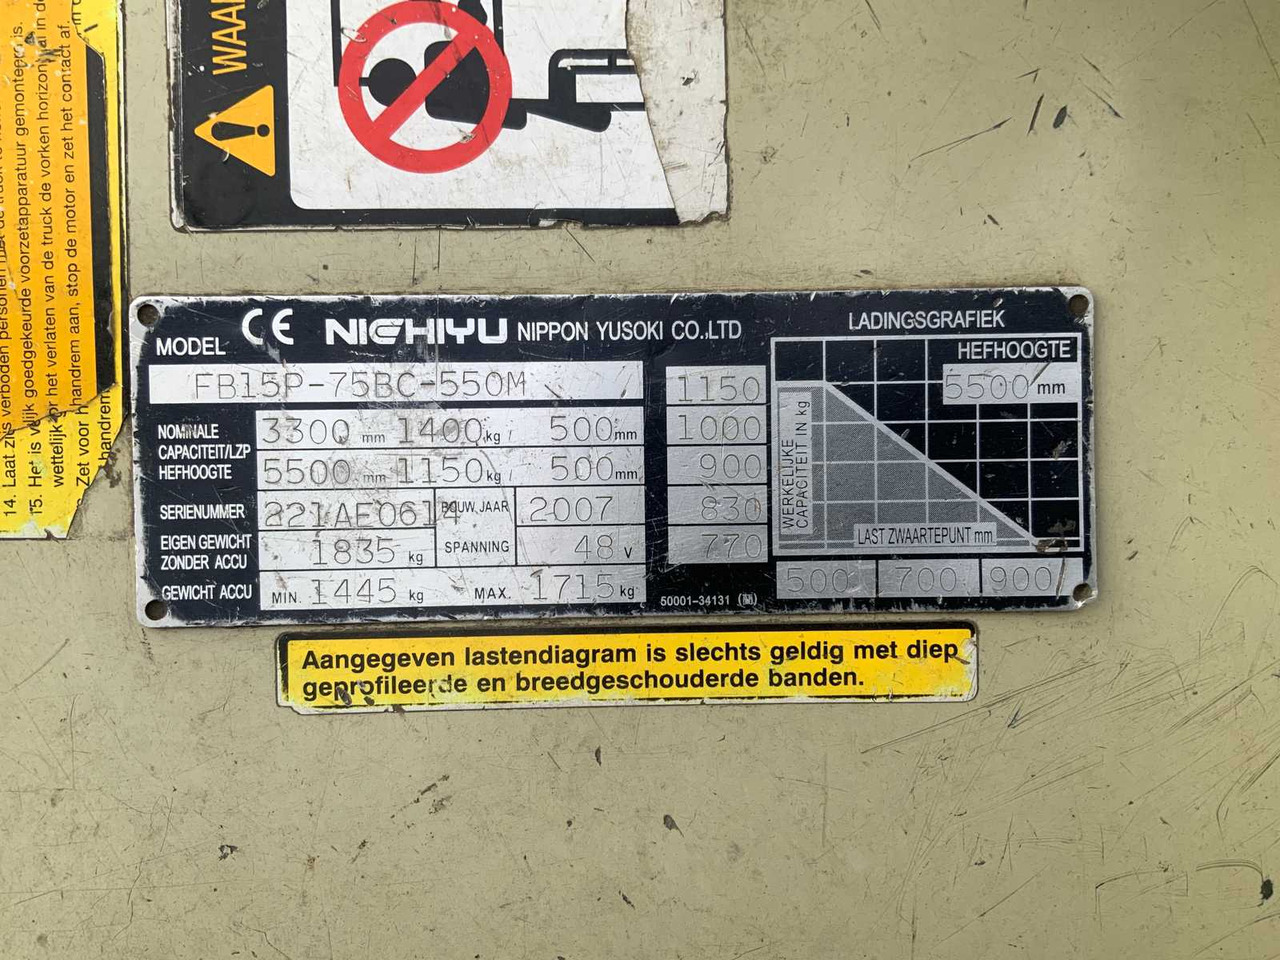 WAAR
14. Laat
verboden
15. Het is
goedgekeurde voorzetapparatuur gemonteerd is.
wettelijk
voor het verlaten van de truck de vorken horizontaal in de
Zet voor
handrem aan, stop de motor en zet het contact af.
handrem
CE NICHIYU NIPPON YUSOKI CO.,LTD
MODEL
FB15P-75BC-550M
NOMINALE CAPACITEIT/LZP HEFHOOGTE
3300 mm 1400 kg / 500 mm
5500 mm 1150 kg / 500 mm
SERIENUMMER 221AE0614 BOUWJAAR 2007
EIGEN GEWICHT ZONDER ACCU 1835 kg SPANNING 48 V
GEWICHT ACCU MIN. 1445 kg MAX. 1715 kg
1150
1000
900
830
770
50001-34131
LADINGSGRAFIEK
HEFHOOGTE
5500 mm
WERKELIJKE
CAPACITEIT IN kg
LAST ZWAARTEPUNT mm
500 700 900
Aangegeven lastendiagram is slechts geldig met diep
geprofileerde en breedgeschouderde banden.